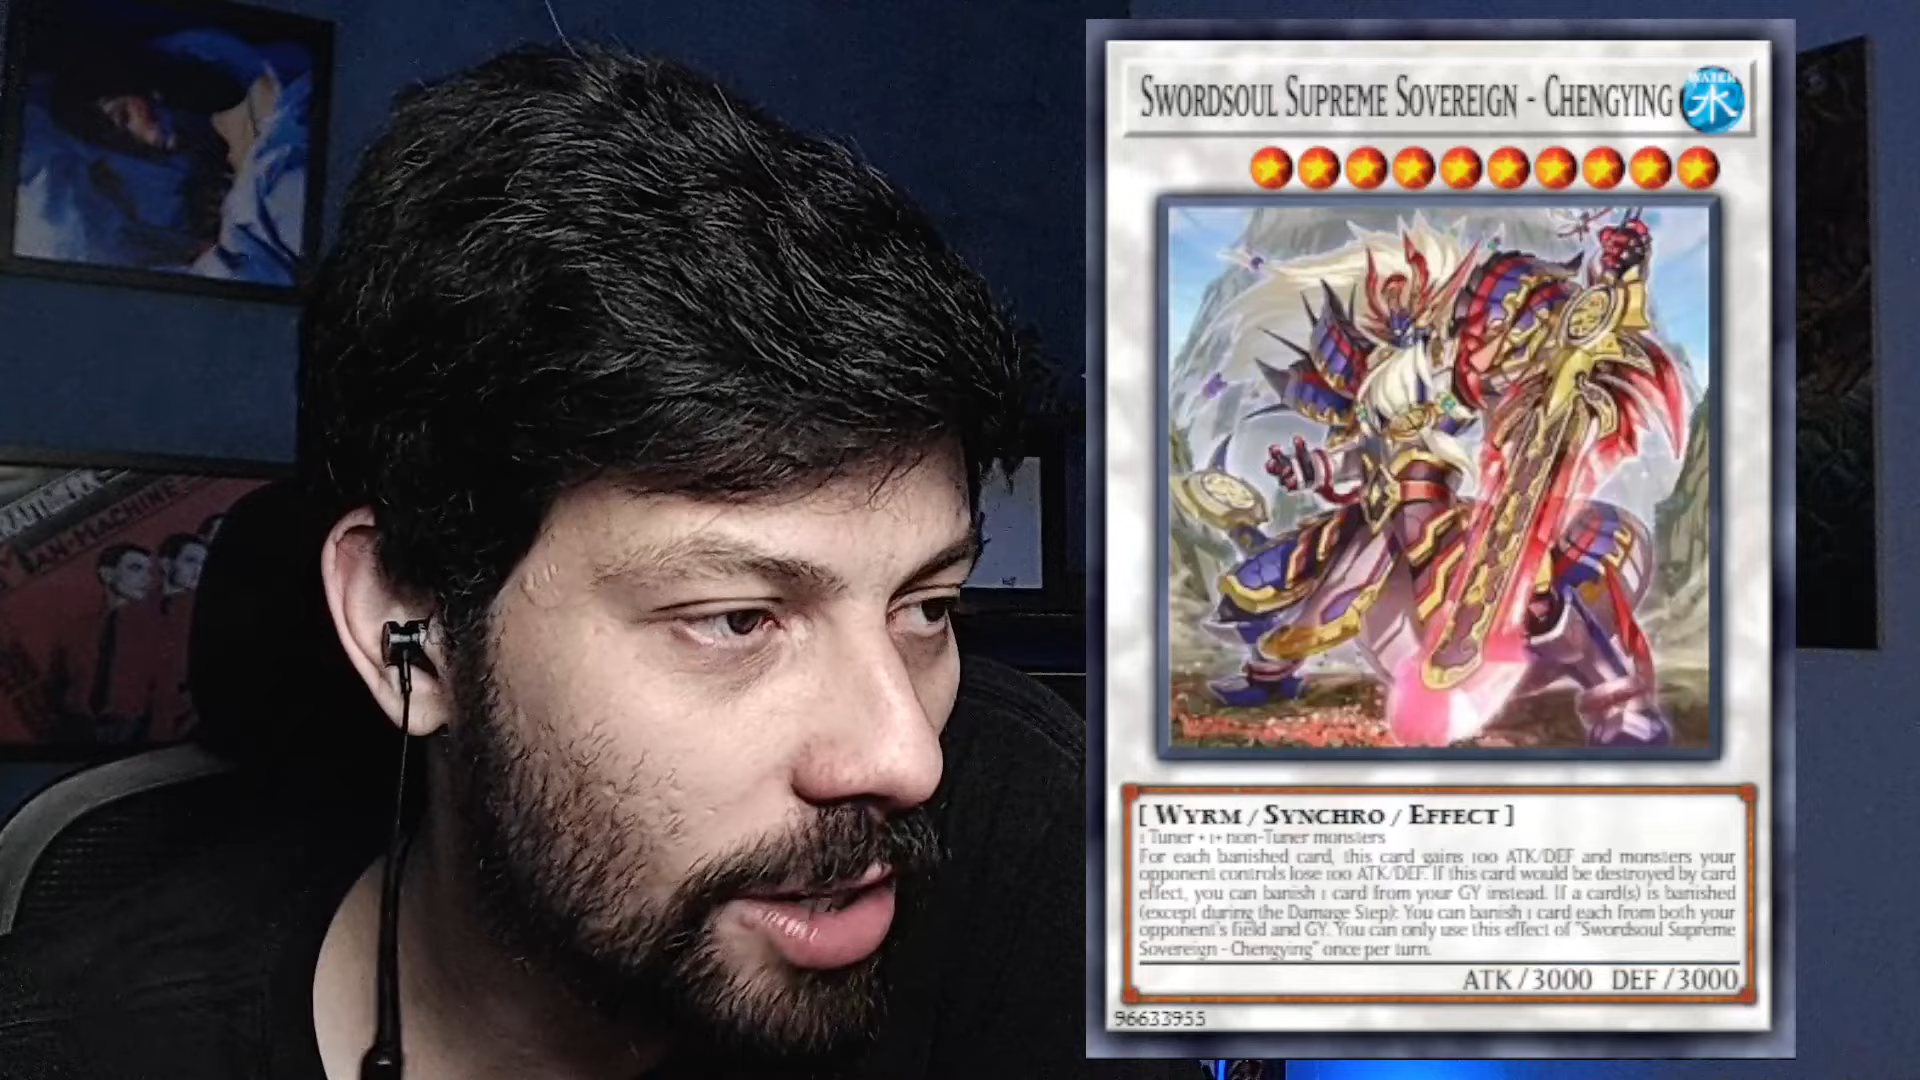 SWORDSOUL SUPREME SOVEREIGN - CHENGYING
WATER
水
MAN-MACHINE
[ WYRM / SYNCHRO / EFFECT ]
1 Tuner + 1+ non-Tuner monsters
For each banished card, this card gains 100 ATK/DEF and monsters your
opponent controls lose 100 ATK/DEF. If this card would be destroyed by card
effect, you can banish 1 card from your GY instead. If a card(s) is banished
(except during the Damage Step): You can banish 1 card each from both your
opponent's field and GY. You can only use this effect of "Swordsoul Supreme
Sovereign - Chengying" once per turn.
ATK/3000 DEF/3000
96633955